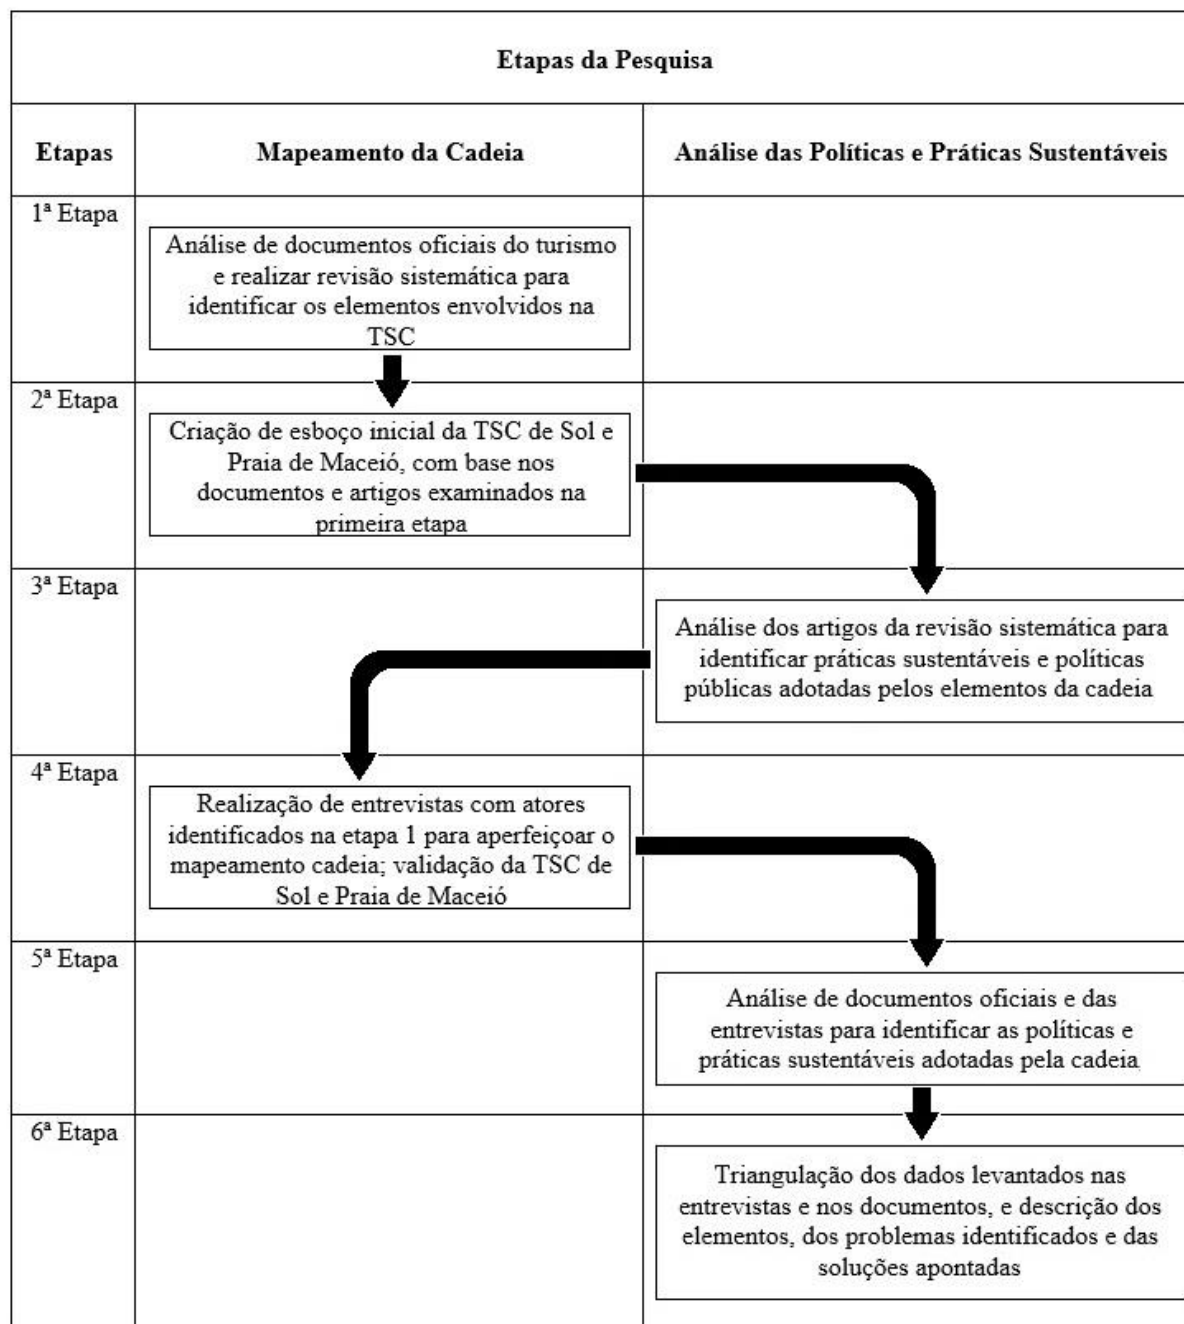 Etapas da Pesquisa
Etapas
Mapeamento da Cadeia
Análise das Políticas e Práticas Sustentáveis
1ª Etapa
Análise de documentos oficiais do turismo
e realizar revisão sistemática para
identificar os elementos envolvidos na
TSC
2ª Etapa
Criação de esboço inicial da TSC de Sol e
Praia de Maceió, com base nos
documentos e artigos examinados na
primeira etapa
3ª Etapa
Análise dos artigos da revisão sistemática para
identificar práticas sustentáveis e políticas
públicas adotadas pelos elementos da cadeia
4ª Etapa
Realização de entrevistas com atores
identificados na etapa 1 para aperfeiçoar o
mapeamento cadeia; validação da TSC de
Sol e Praia de Maceió
5ª Etapa
Análise de documentos oficiais e das
entrevistas para identificar as políticas e
práticas sustentáveis adotadas pela cadeia
6ª Etapa
Triangulação dos dados levantados nas
entrevistas e nos documentos, e descrição dos
elementos, dos problemas identificados e das
soluções apontadas